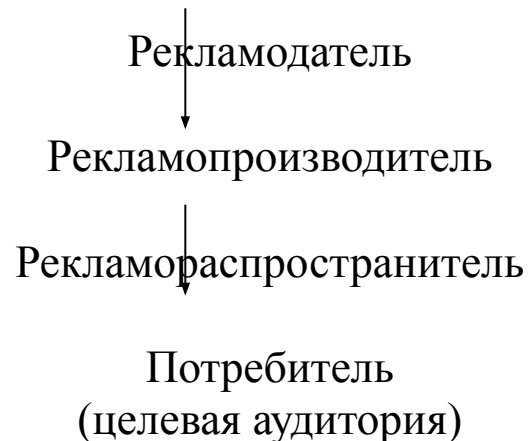 Рекламодатель
Рекламопроизводитель
Рекламораспространитель
Потребитель
(целевая аудитория)